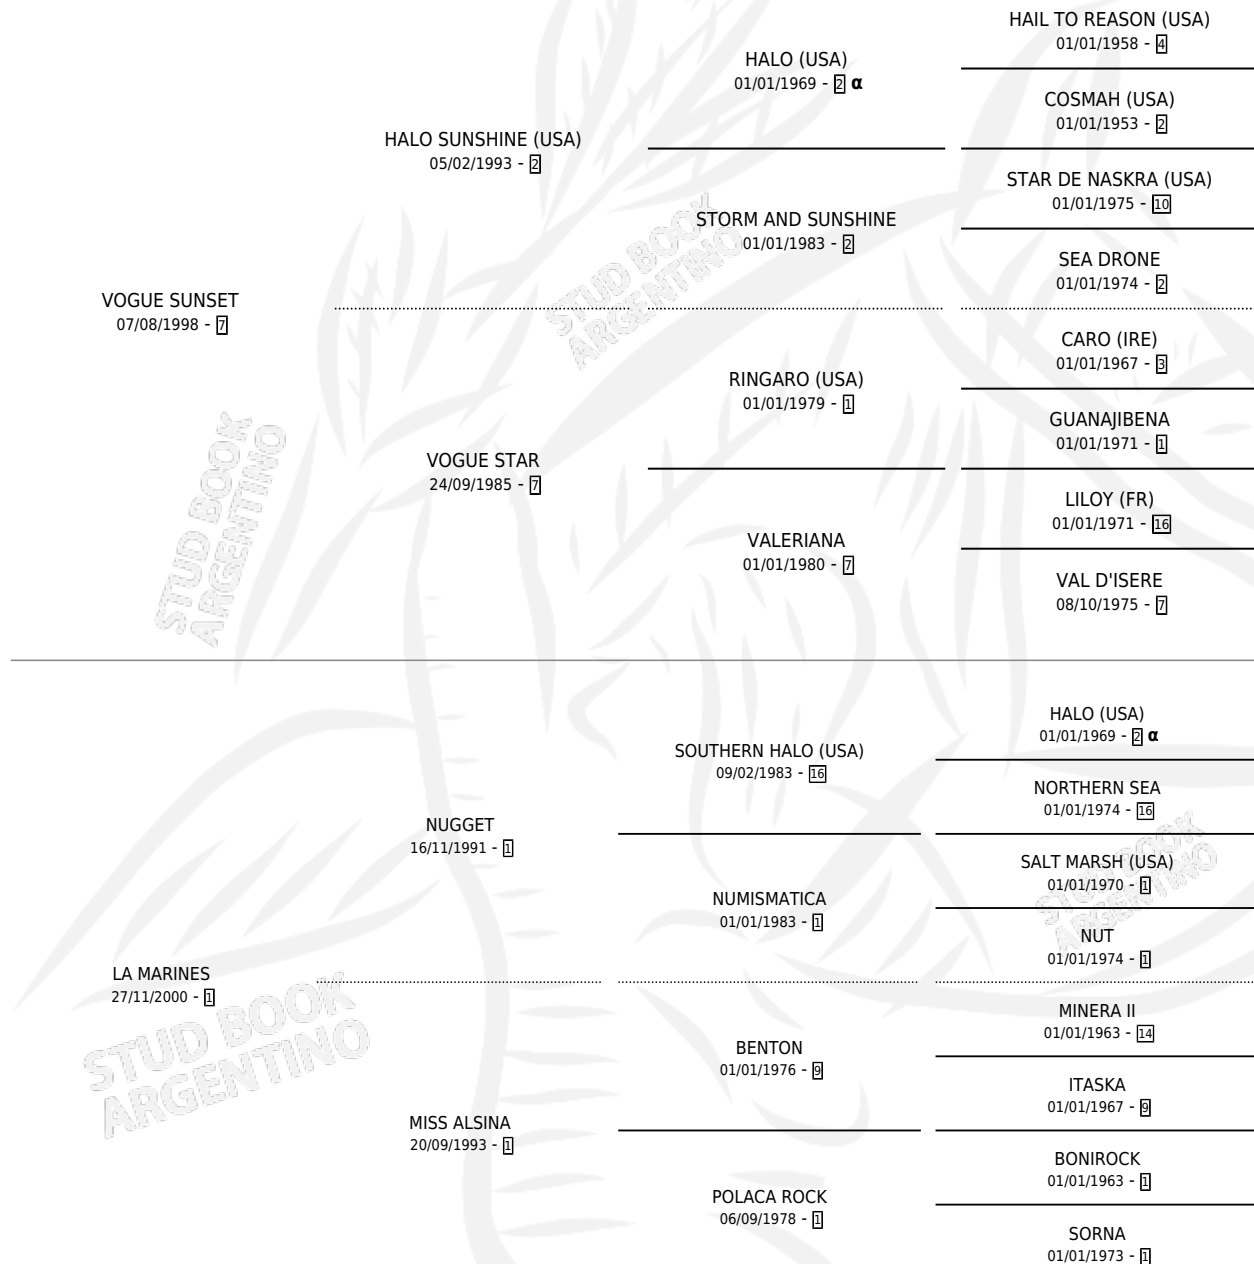 HAIL TO REASON (USA)
01/01/1958 - 4
HALO (USA)
01/01/1969 - 2 α
COSMAH (USA)
01/01/1953 - 2
HALO SUNSHINE (USA)
05/02/1993 - 2
STAR DE NASKRA (USA)
01/01/1975 - 10
STORM AND SUNSHINE
01/01/1983 - 2
SEA DRONE
01/01/1974 - 2
VOGUE SUNSET
07/08/1998 - 7
CARO (IRE)
01/01/1967 - 3
RINGARO (USA)
01/01/1979 - 1
GUANAJIBENA
01/01/1971 - 1
VOGUE STAR
24/09/1985 - 7
LILOY (FR)
01/01/1971 - 16
VALERIANA
01/01/1980 - 7
VAL D'ISERE
08/10/1975 - 7
HALO (USA)
01/01/1969 - 2 α
SOUTHERN HALO (USA)
09/02/1983 - 16
NORTHERN SEA
01/01/1974 - 16
NUGGET
16/11/1991 - 1
SALT MARSH (USA)
01/01/1970 - 1
NUMISMATICA
01/01/1983 - 1
NUT
01/01/1974 - 1
LA MARINES
27/11/2000 - 1
MINERA II
01/01/1963 - 14
BENTON
01/01/1976 - 9
ITASKA
01/01/1967 - 9
MISS ALSINA
20/09/1993 - 1
BONIROCK
01/01/1963 - 1
POLACA ROCK
06/09/1978 - 1
SORNA
01/01/1973 - 1
STUD BOOK
ARGENTINO
STUD BOOK
ARGENTINO
STUD BOOK
ARGENTINO
STUD BOOK
ARGENTINO